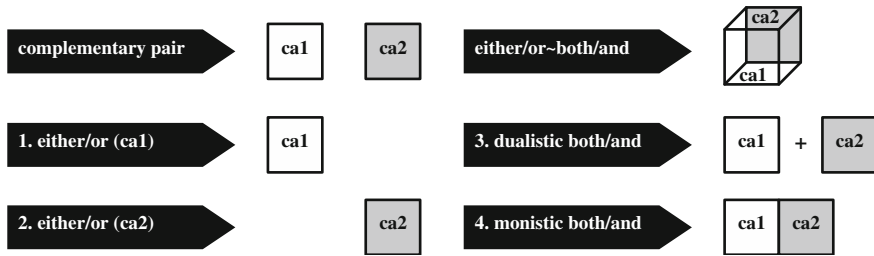 complementary pair ca1 ca2 either/or~both/and ca2
ca1
1. either/or (ca1) ca1 3. dualistic both/and ca1 + ca2
2. either/or (ca2) ca2 4. monistic both/and ca1 ca2